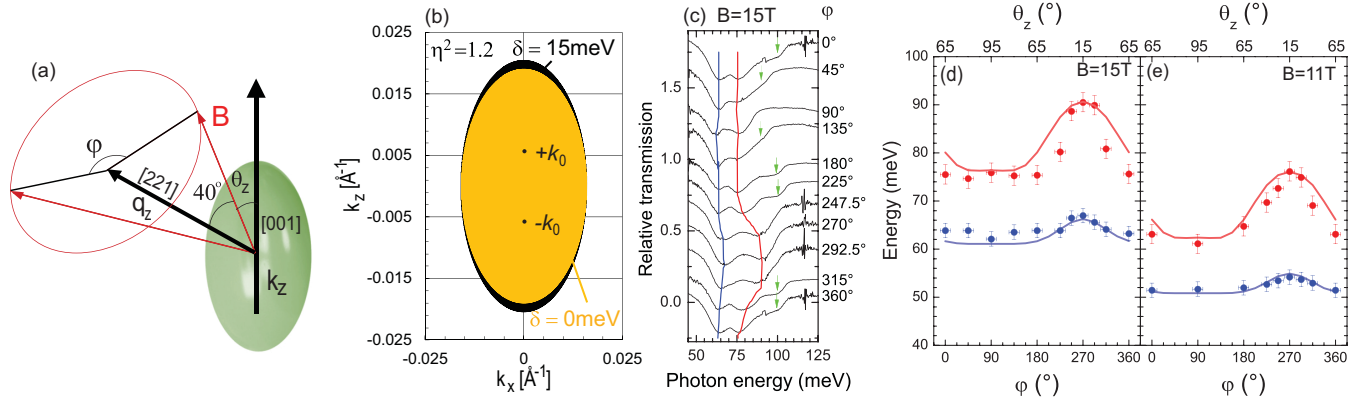 (a)
B
φ
[221]
q_z
40°
θ_z
[001]
k_z
(b)
η²=1.2 δ = 15meV
0.025
0.015
0.005
-0.005
-0.015
-0.025
k_z [Å⁻¹]
+k₀
-k₀
δ = 0meV
-0.025 0 0.025
k_x [Å⁻¹]
(c) B=15T φ
0°
45°
90°
135°
180°
225°
247.5°
270°
292.5°
315°
360°
1.5
1.0
0.5
0.0
Relative transmission
50 75 100 125
Photon energy (meV)
θ_z (°) θ_z (°)
65 95 65 15 65 65 95 65 15 65
(d) B=15T
(e) B=11T
100
90
80
70
60
50
40
Energy (meV)
0 90 180 270 360 0 90 180 270 360
φ (°) φ (°)